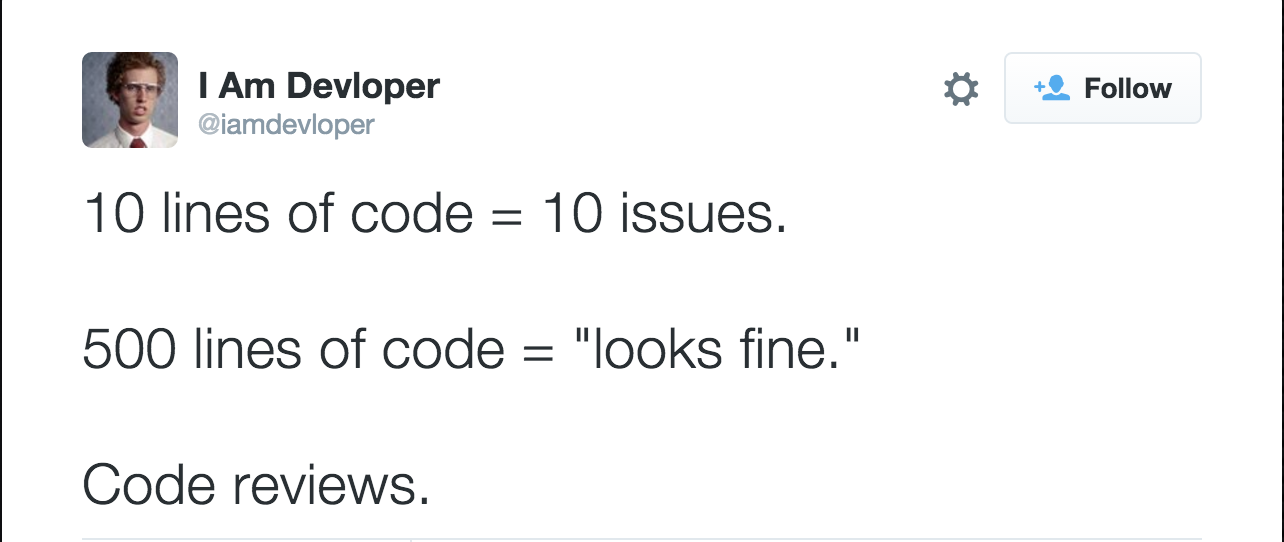 I Am Devloper
@iamdevloper
Follow
10 lines of code = 10 issues.
500 lines of code = "looks fine."
Code reviews.